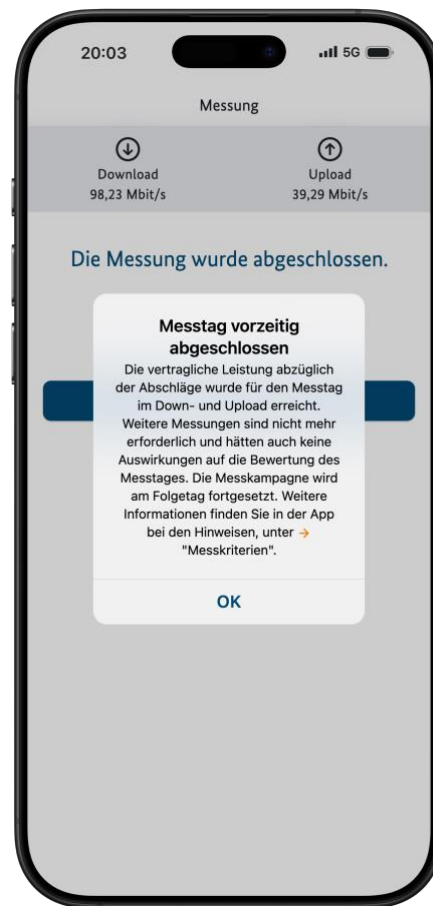 20:03
5G
Messung
Download
98,23 Mbit/s
Upload
39,29 Mbit/s
Die Messung wurde abgeschlossen.
Messtag vorzeitig
abgeschlossen
Die vertragliche Leistung abzüglich
der Abschläge wurde für den Messtag
im Down- und Upload erreicht.
Weitere Messungen sind nicht mehr
erforderlich und hätten auch keine
Auswirkungen auf die Bewertung des
Messtages. Die Messkampagne wird
am Folgetag fortgesetzt. Weitere
Informationen finden Sie in der App
bei den Hinweisen, unter →
"Messkriterien".
OK